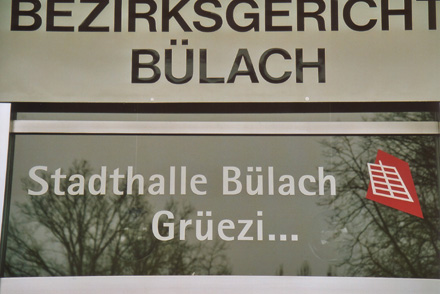 BEZIRKSGERICHT
BÜLACH
Stadthalle Bülach
Grüezi...